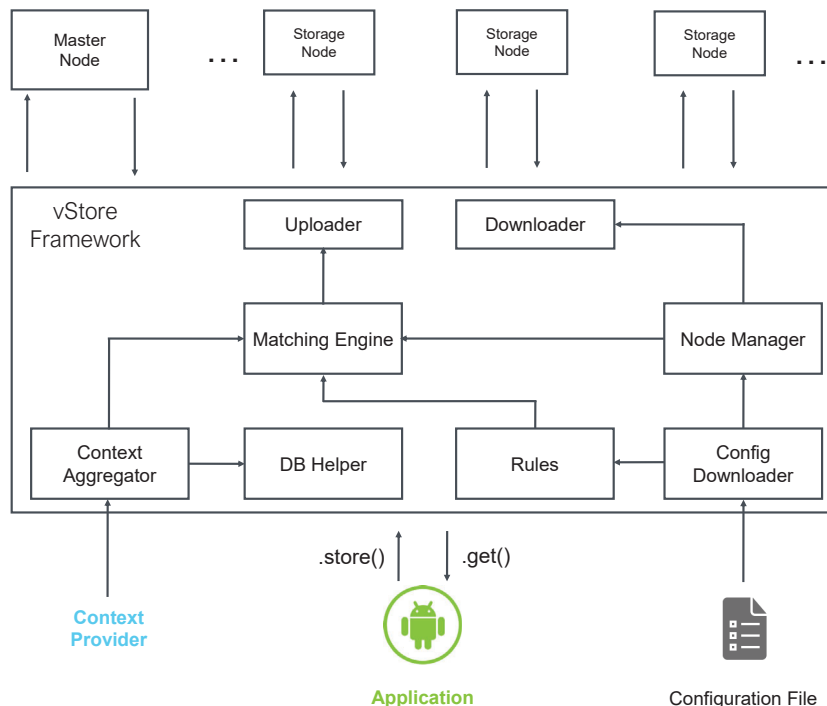 Master
Node
...
Storage
Node
Storage
Node
Storage
Node
...
vStore
Framework
Uploader
Downloader
Matching Engine
Node Manager
Context
Aggregator
DB Helper
Rules
Config
Downloader
.store()
.get()
Context
Provider
Application
Configuration File